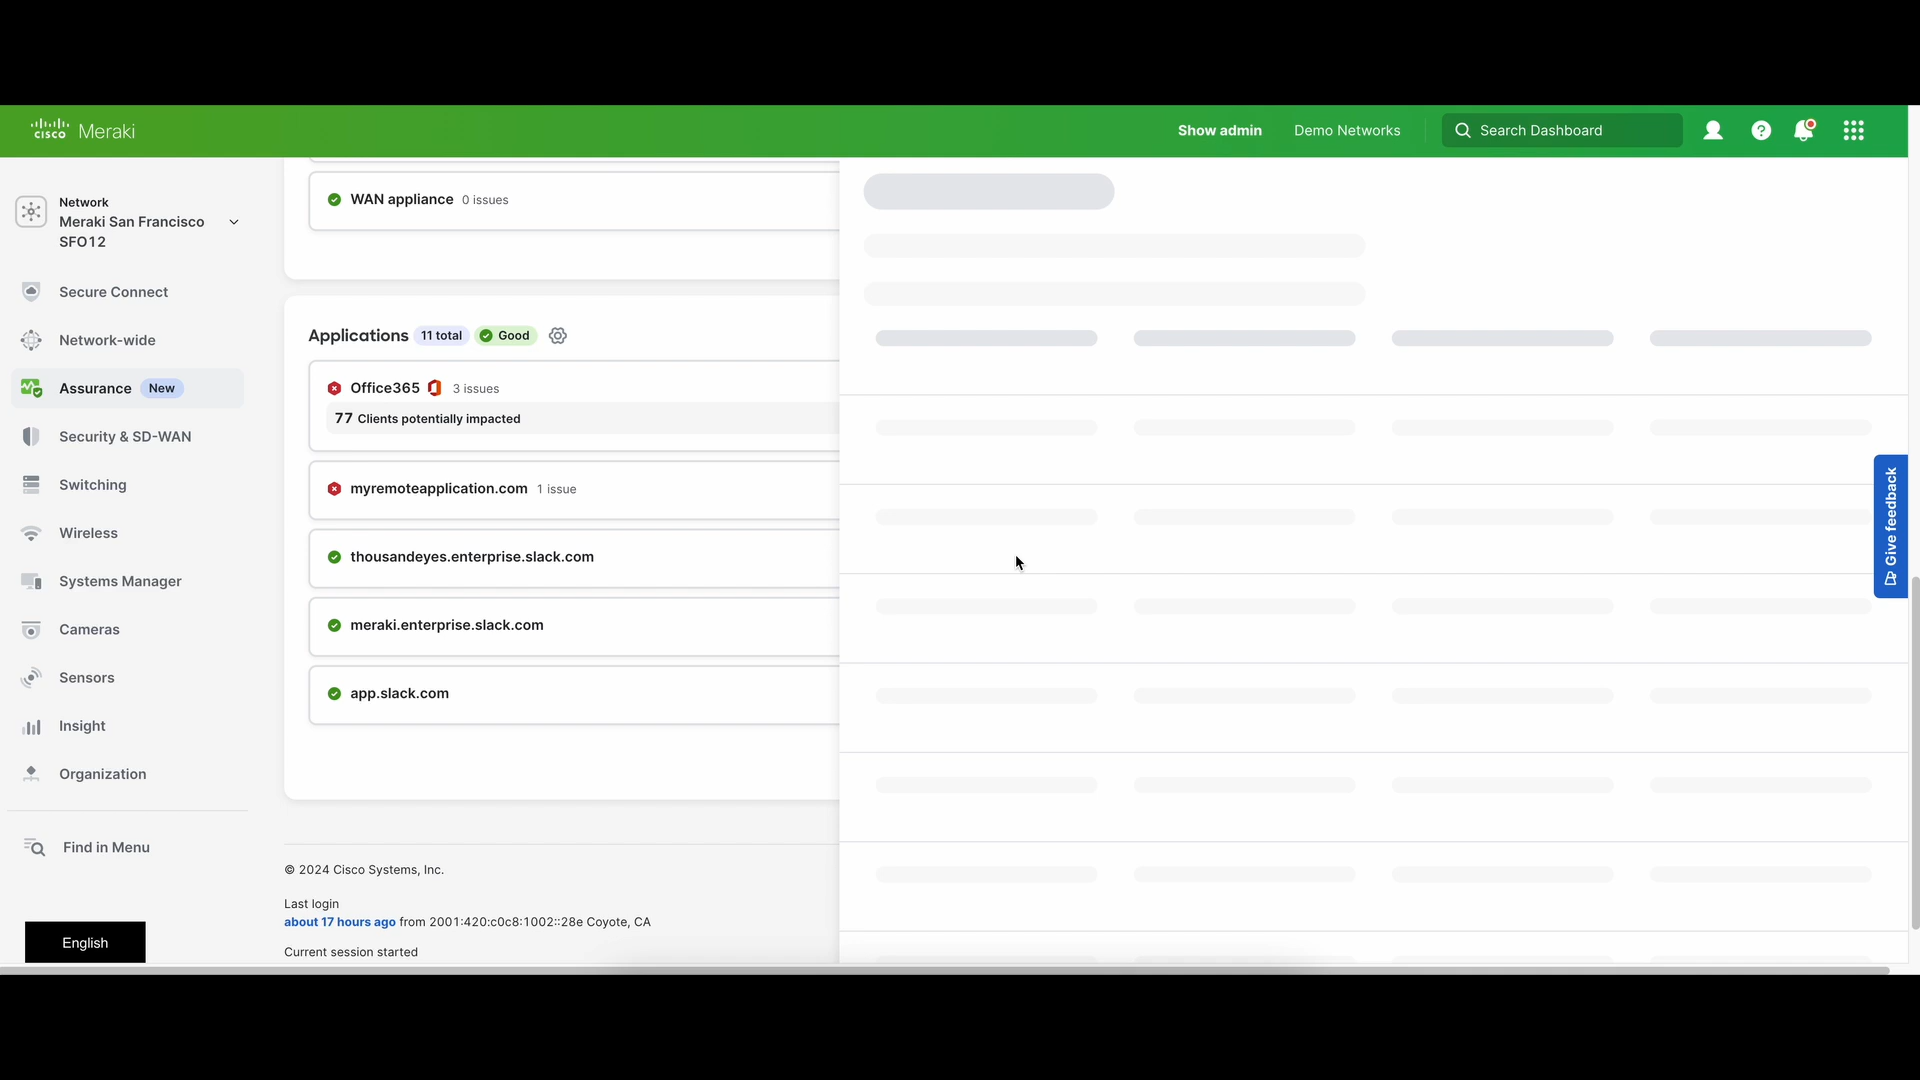 cisco Meraki
Show admin
Demo Networks
Search Dashboard
Network
Meraki San Francisco
SFO12
Secure Connect
Network-wide
Assurance New
Security & SD-WAN
Switching
Wireless
Systems Manager
Cameras
Sensors
Insight
Organization
Find in Menu
English
WAN appliance 0 issues
Applications 11 total Good
Office365 3 issues
77 Clients potentially impacted
myremoteapplication.com 1 issue
thousandeyes.enterprise.slack.com
meraki.enterprise.slack.com
app.slack.com
© 2024 Cisco Systems, Inc.
Last login
about 17 hours ago from 2001:420:c0c8:1002::28e Coyote, CA
Current session started
Give feedback